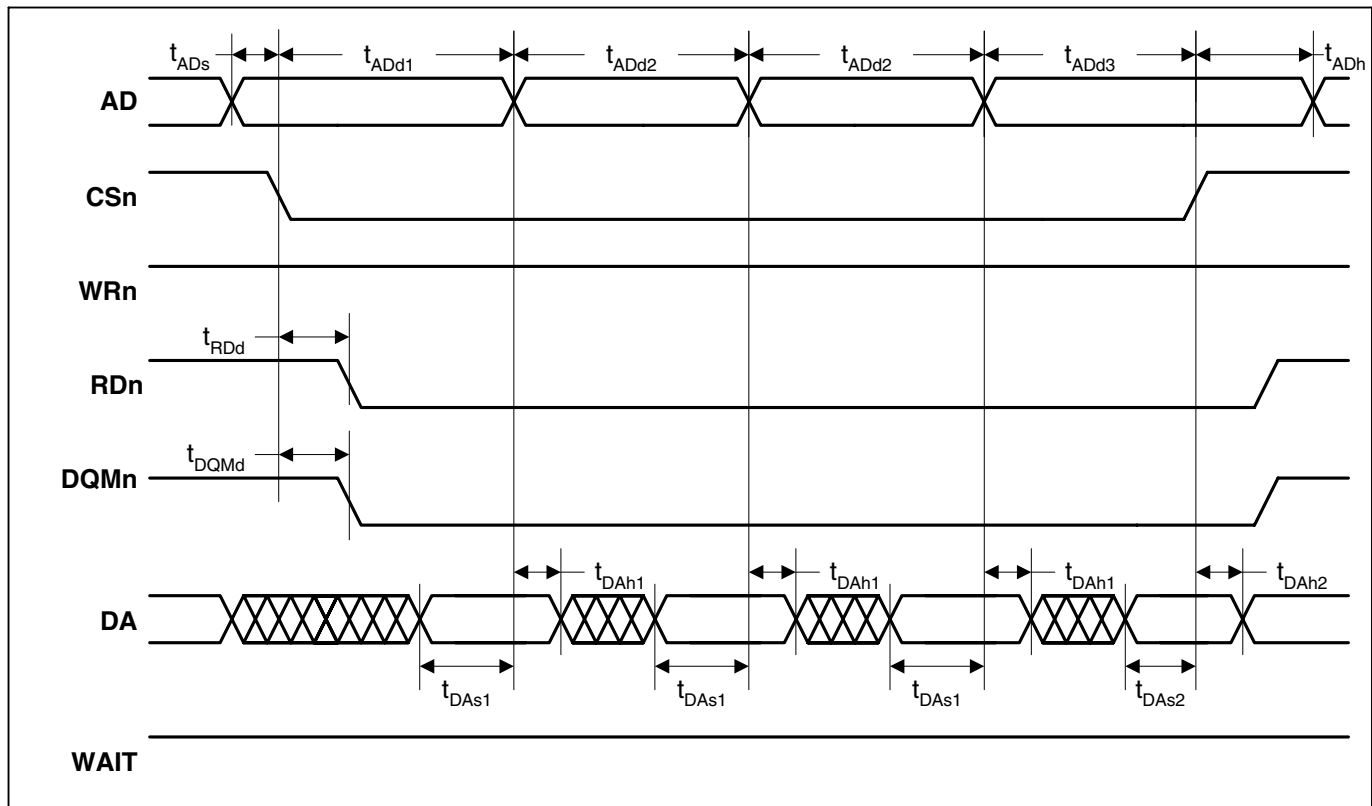 tADs tADd1 tADd2 tADd2 tADd3 tADh
AD
CSn
WRn
tRDd
RDn
tDQMd
DQMn
tDAh1 tDAh1 tDAh1 tDAh2
DA
tDAs1 tDAs1 tDAs1 tDAs2
WAIT